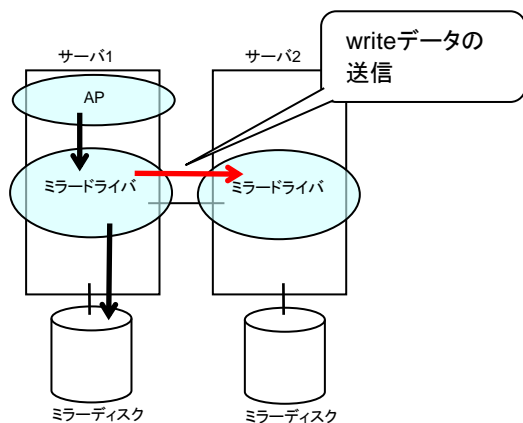 writeデータの
送信
サーバ1
サーバ2
AP
ミラードライバ
ミラードライバ
ミラーディスク
ミラーディスク